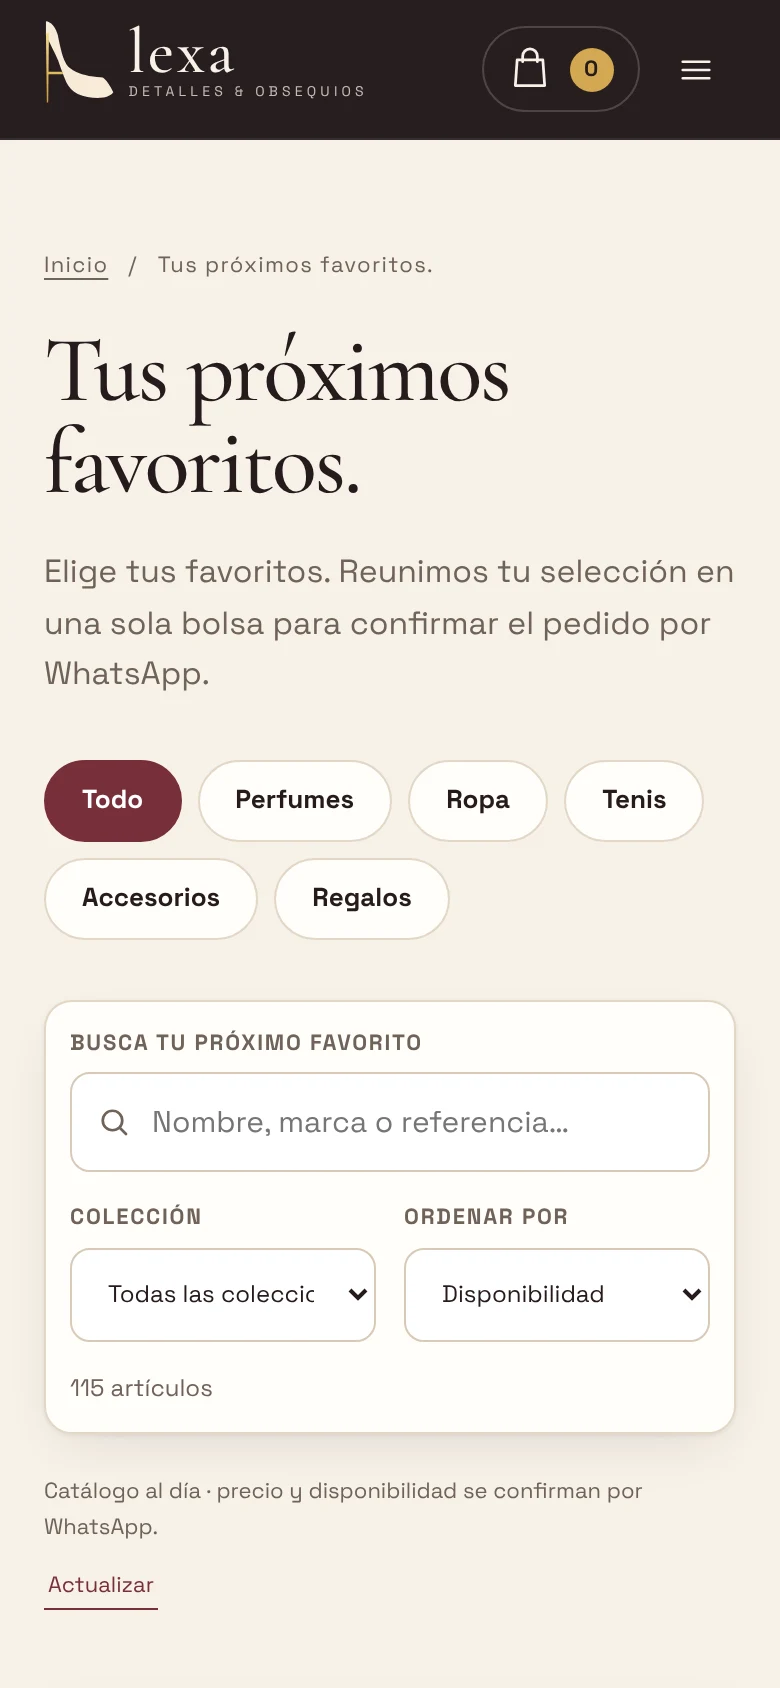 lexa
DETALLES & OBSEQUIOS
0
Inicio / Tus próximos favoritos.
Tus próximos
favoritos.
Elige tus favoritos. Reunimos tu selección en
una sola bolsa para confirmar el pedido por
WhatsApp.
Todo Perfumes Ropa Tenis
Accesorios Regalos
BUSCA TU PRÓXIMO FAVORITO
Nombre, marca o referencia...
COLECCIÓN ORDENAR POR
Todas las colecci Disponibilidad
115 artículos
Catálogo al día · precio y disponibilidad se confirman por
WhatsApp.
Actualizar